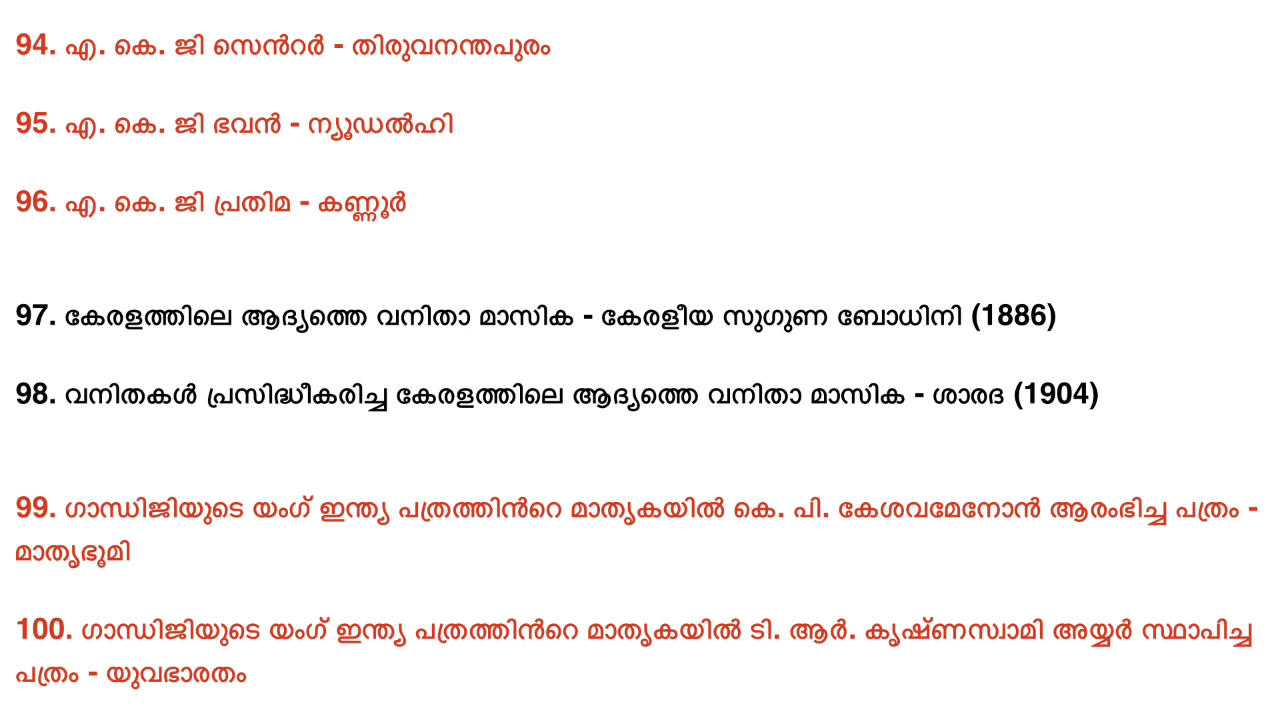 94. എ. കെ. ജി സെൻറർ - തിരുവനന്തപുരം
95. എ. കെ. ജി ഭവൻ - ന്യൂഡൽഹി
96. എ. കെ. ജി പ്രതിമ - കണ്ണൂർ
97. കേരളത്തിലെ ആദ്യത്തെ വനിതാ മാസിക - കേരളീയ സുഗുണ ബോധിനി (1886)
98. വനിതകൾ പ്രസിദ്ധീകരിച്ച കേരളത്തിലെ ആദ്യത്തെ വനിതാ മാസിക - ശാരദ (1904)
99. ഗാന്ധിജിയുടെ യംഗ് ഇന്ത്യ പത്രത്തിൻറെ മാതൃകയിൽ കെ. പി. കേശവമേനോൻ ആരംഭിച്ച പത്രം -
മാതൃഭൂമി
100. ഗാന്ധിജിയുടെ യംഗ് ഇന്ത്യ പത്രത്തിൻറെ മാതൃകയിൽ ടി. ആർ. കൃഷ്ണസ്വാമി അയ്യർ സ്ഥാപിച്ച
പത്രം - യുവഭാരതം